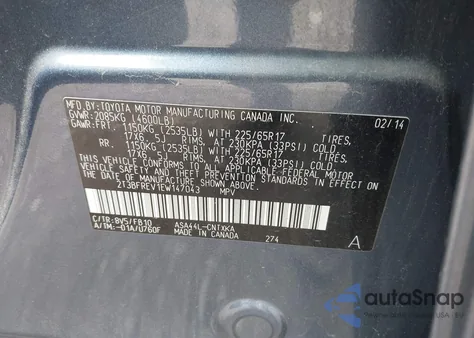 MFD.BY:TOYOTA MOTOR MANUFACTURING CANADA INC. 02/14
GVWR:2085KG (4600LB)
GAWR:FRT. 1150KG (2535LB) WITH 225/65R17 TIRES,
17X6.5J RIMS, AT 230KPA (33PSI) COLD
RR. 1150KG (2535LB) WITH 225/65R17 TIRES,
17X6.5J RIMS, AT 230KPA (33PSI) COLD
THIS VEHICLE CONFORMS TO ALL APPLICABLE FEDERAL MOTOR
VEHICLE SAFETY AND THEFT PREVENTION STANDARDS IN EFFECT
ON THE DATE OF MANUFACTURE SHOWN ABOVE.
2T3BFREV1EW147043 MPV
C/TR:8V5/FB10 ASA44L-CNTXKA
A/TM:-01A/U760F MADE IN CANADA 274 A
autoSnap